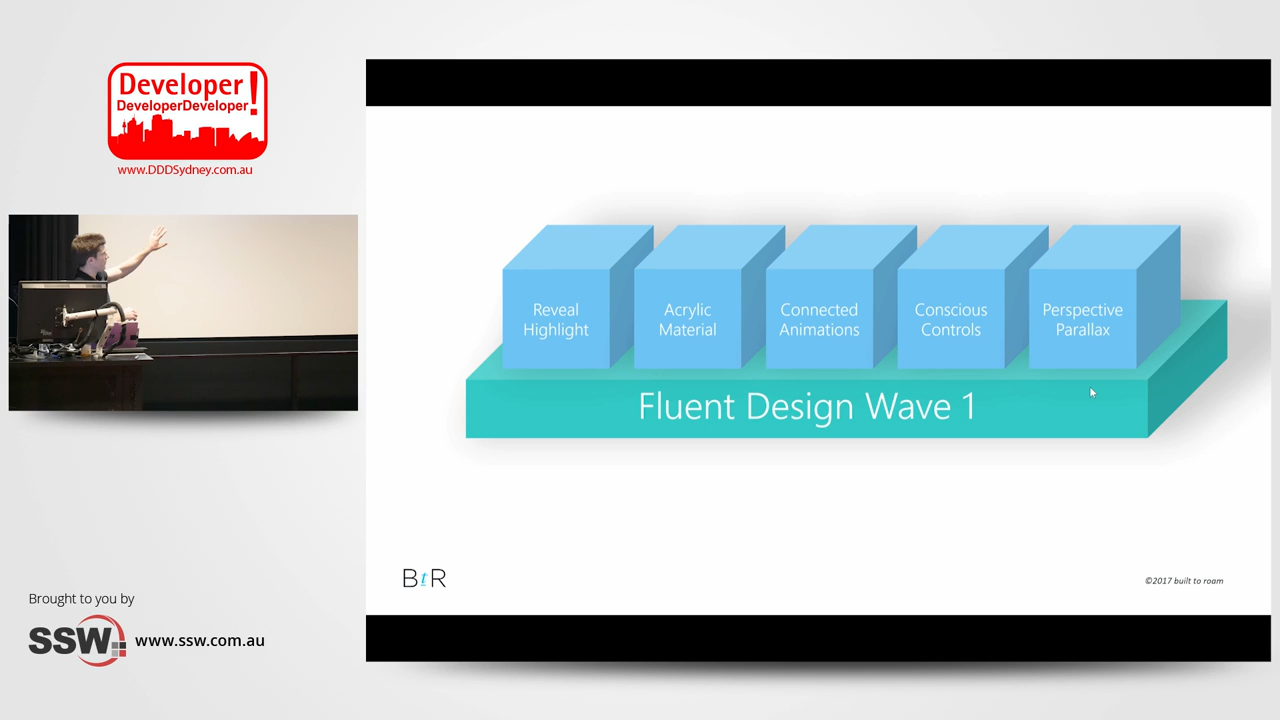 Developer!
DeveloperDeveloper
www.DDDSydney.com.au
Reveal
Highlight
Acrylic
Material
Connected
Animations
Conscious
Controls
Perspective
Parallax
Fluent Design Wave 1
BtR
©2017 built to roam
Brought to you by
SSW
www.ssw.com.au